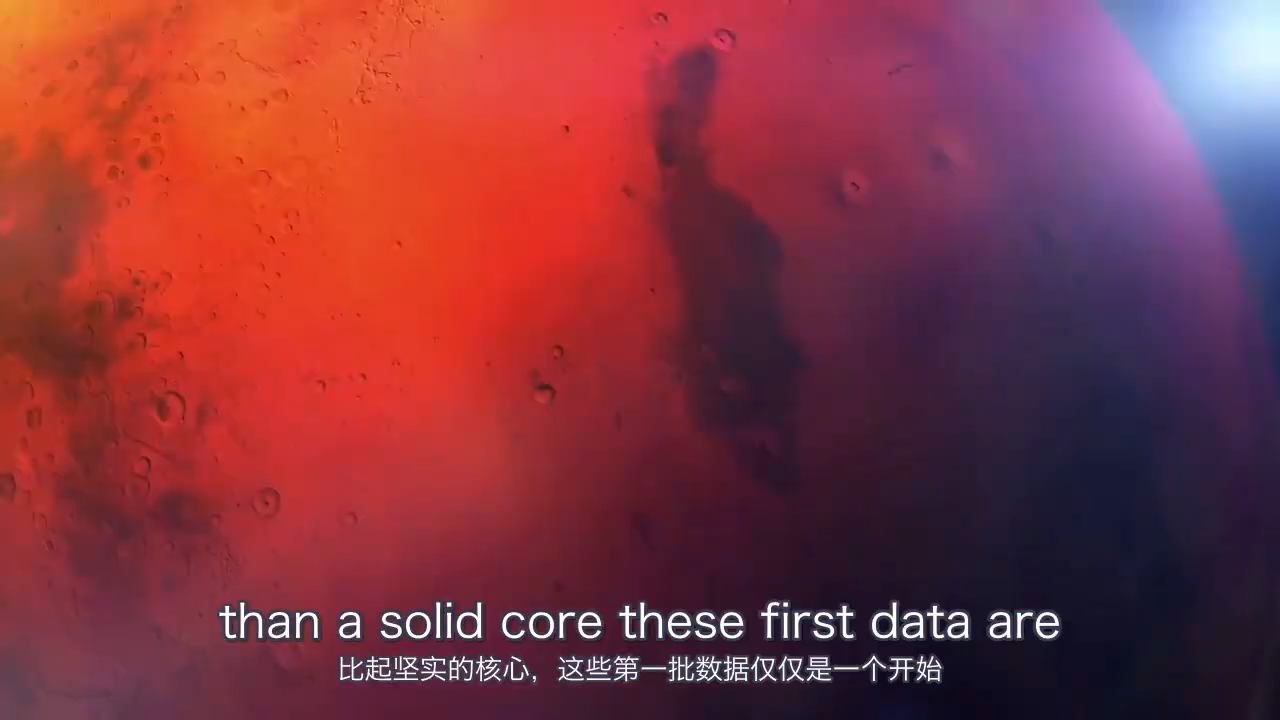 than a solid core these first data are
比起坚实的核心，这些第一批数据仅仅是一个开始